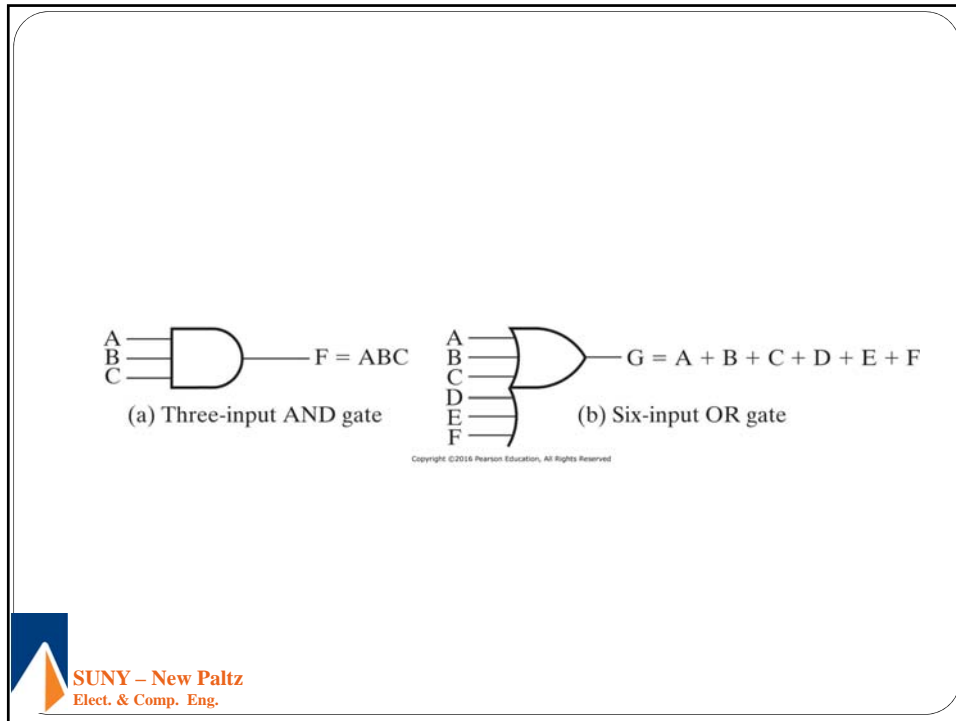 A
B
C
F = ABC
(a) Three-input AND gate
A
B
C
D
E
F
G = A + B + C + D + E + F
(b) Six-input OR gate
Copyright ©2016 Pearson Education, All Rights Reserved
SUNY – New Paltz
Elect. & Comp. Eng.